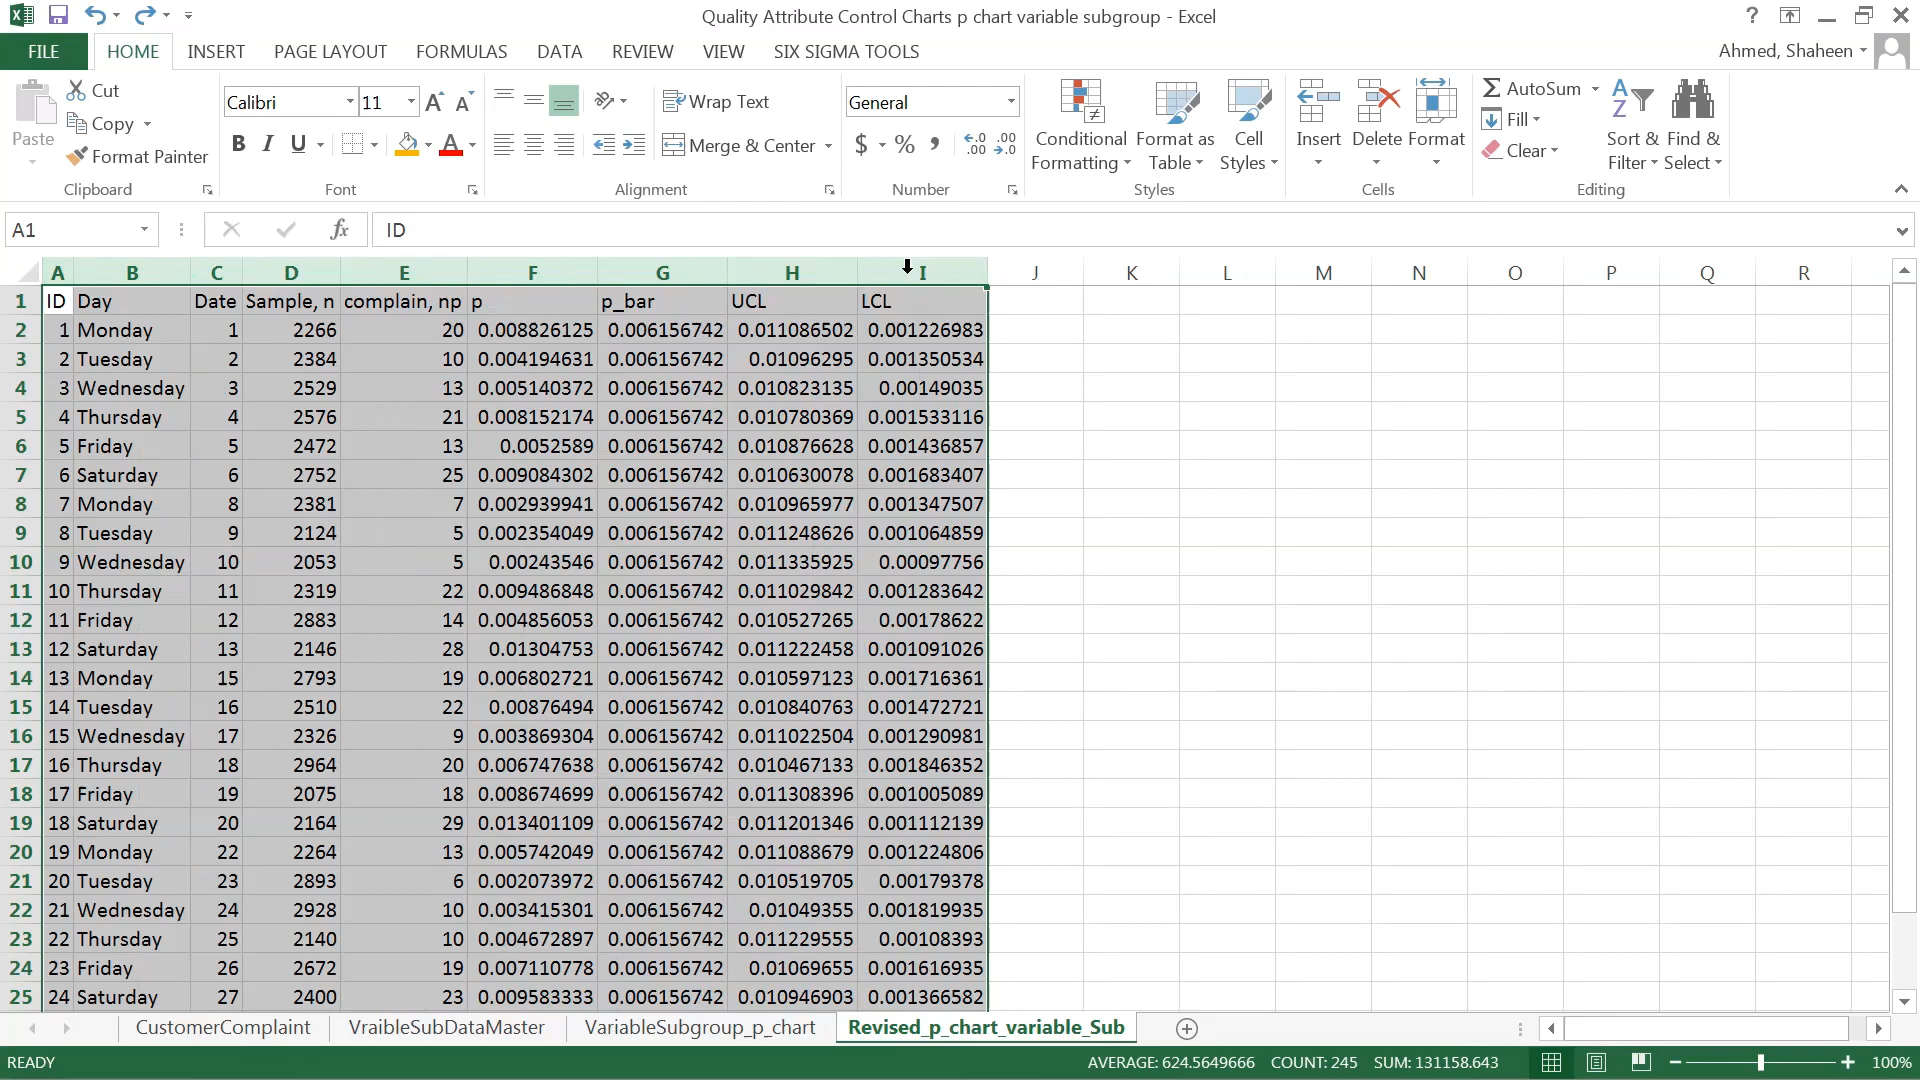 Quality Attribute Control Charts p chart variable subgroup - Excel
?
FILE HOME INSERT PAGE LAYOUT FORMULAS DATA REVIEW VIEW SIX SIGMA TOOLS Ahmed, Shaheen
Paste Cut Copy Format Painter Clipboard
Calibri 11 A A B I U A Font
Wrap Text Merge & Center Alignment
General $ % , .0 .00 .00 .0 Number
Conditional Formatting Format as Table Cell Styles Styles
Insert Delete Format Cells
AutoSum Fill Clear Sort & Filter Find & Select Editing
A1 fx ID
A B C D E F G H I J K L M N O P Q R
1 ID Day Date Sample, n complain, np p p_bar UCL LCL
2 1 Monday 1 2266 20 0.008826125 0.006156742 0.011086502 0.001226983
3 2 Tuesday 2 2384 10 0.004194631 0.006156742 0.01096295 0.001350534
4 3 Wednesday 3 2529 13 0.005140372 0.006156742 0.010823135 0.00149035
5 4 Thursday 4 2576 21 0.008152174 0.006156742 0.010780369 0.001533116
6 5 Friday 5 2472 13 0.0052589 0.006156742 0.010876628 0.001436857
7 6 Saturday 6 2752 25 0.009084302 0.006156742 0.010630078 0.001683407
8 7 Monday 8 2381 7 0.002939941 0.006156742 0.010965977 0.001347507
9 8 Tuesday 9 2124 5 0.002354049 0.006156742 0.011248626 0.001064859
10 9 Wednesday 10 2053 5 0.00243546 0.006156742 0.011335925 0.00097756
11 10 Thursday 11 2319 22 0.009486848 0.006156742 0.011029842 0.001283642
12 11 Friday 12 2883 14 0.004856053 0.006156742 0.010527265 0.00178622
13 12 Saturday 13 2146 28 0.01304753 0.006156742 0.011222458 0.001091026
14 13 Monday 15 2793 19 0.006802721 0.006156742 0.010597123 0.001716361
15 14 Tuesday 16 2510 22 0.00876494 0.006156742 0.010840763 0.001472721
16 15 Wednesday 17 2326 9 0.003869304 0.006156742 0.011022504 0.001290981
17 16 Thursday 18 2964 20 0.006747638 0.006156742 0.010467133 0.001846352
18 17 Friday 19 2075 18 0.008674699 0.006156742 0.011308396 0.001005089
19 18 Saturday 20 2164 29 0.013401109 0.006156742 0.011201346 0.001112139
20 19 Monday 22 2264 13 0.005742049 0.006156742 0.011088679 0.001224806
21 20 Tuesday 23 2893 6 0.002073972 0.006156742 0.010519705 0.00179378
22 21 Wednesday 24 2928 10 0.003415301 0.006156742 0.01049355 0.001819935
23 22 Thursday 25 2140 10 0.004672897 0.006156742 0.011229555 0.00108393
24 23 Friday 26 2672 19 0.007110778 0.006156742 0.01069655 0.001616935
25 24 Saturday 27 2400 23 0.009583333 0.006156742 0.010946903 0.001366582
CustomerComplaint VraibleSubDataMaster VariableSubgroup_p_chart Revised_p_chart_variable_Sub
READY AVERAGE: 624.5649666 COUNT: 245 SUM: 131158.643 100%